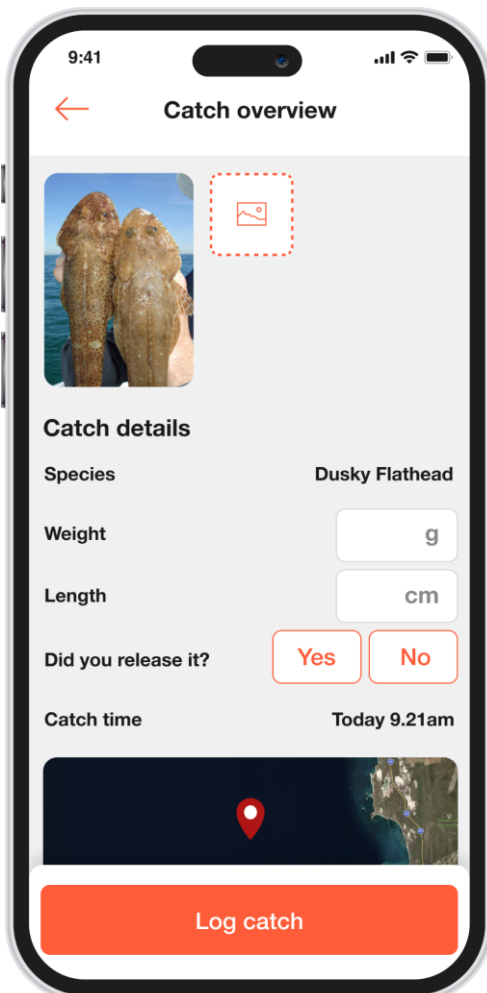 9:41
Catch overview
Catch details
Species Dusky Flathead
Weight g
Length cm
Did you release it? Yes No
Catch time Today 9.21am
Log catch